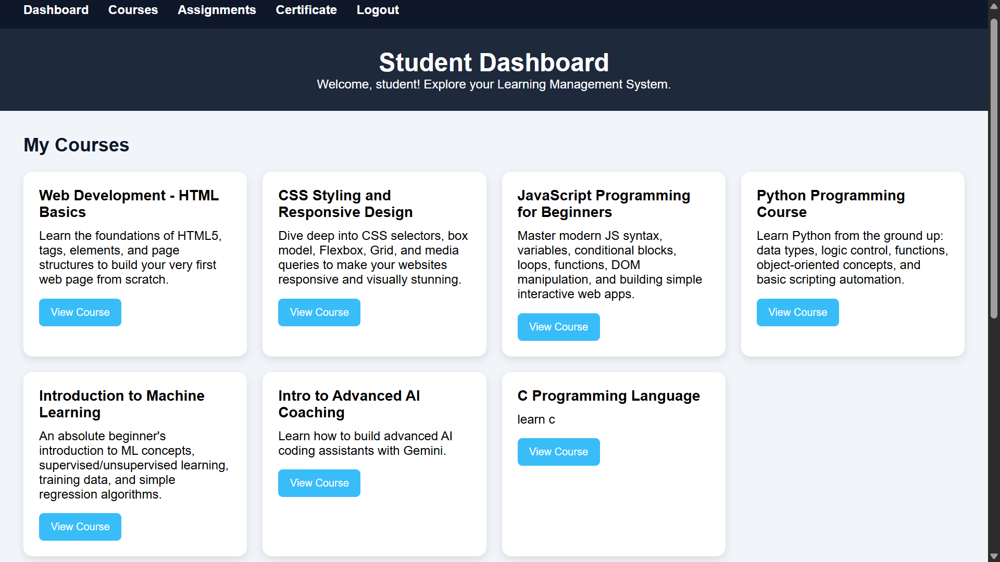 Dashboard Courses Assignments Certificate Logout
Student Dashboard
Welcome, student! Explore your Learning Management System.
My Courses
Web Development - HTML
Basics
Learn the foundations of HTML5,
tags, elements, and page
structures to build your very first
web page from scratch.
View Course
CSS Styling and
Responsive Design
Dive deep into CSS selectors, box
model, Flexbox, Grid, and media
queries to make your websites
responsive and visually stunning.
View Course
JavaScript Programming
for Beginners
Master modern JS syntax,
variables, conditional blocks,
loops, functions, DOM
manipulation, and building simple
interactive web apps.
View Course
Python Programming
Course
Learn Python from the ground up:
data types, logic control, functions,
object-oriented concepts, and
basic scripting automation.
View Course
Introduction to Machine
Learning
An absolute beginner's
introduction to ML concepts,
supervised/unsupervised learning,
training data, and simple
regression algorithms.
View Course
Intro to Advanced AI
Coaching
Learn how to build advanced AI
coding assistants with Gemini.
View Course
C Programming Language
learn c
View Course